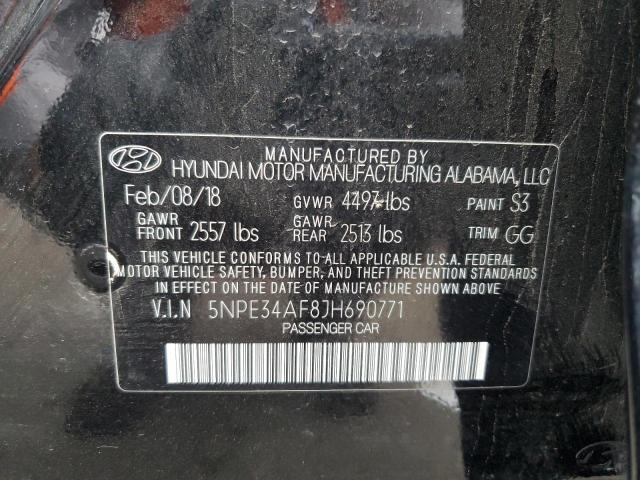 MANUFACTURED BY
HYUNDAI MOTOR MANUFACTURING ALABAMA, LLC
Feb/08/18 GVWR 4497 lbs PAINT S3
GAWR FRONT 2557 lbs GAWR REAR 2513 lbs TRIM GG
THIS VEHICLE CONFORMS TO ALL APPLICABLE U.S.A. FEDERAL
MOTOR VEHICLE SAFETY, BUMPER, AND THEFT PREVENTION STANDARDS
IN EFFECT ON THE DATE OF MANUFACTURE SHOWN ABOVE.
V.I.N 5NPE34AF8JH690771
PASSENGER CAR